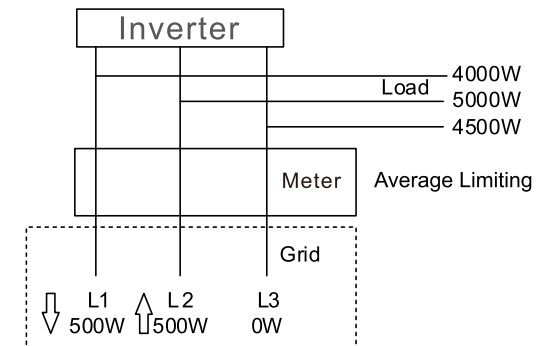 Inverter
4000W
Load
5000W
4500W
Meter
Average Limiting
Grid
L1 L2 L3
500W 500W 0W